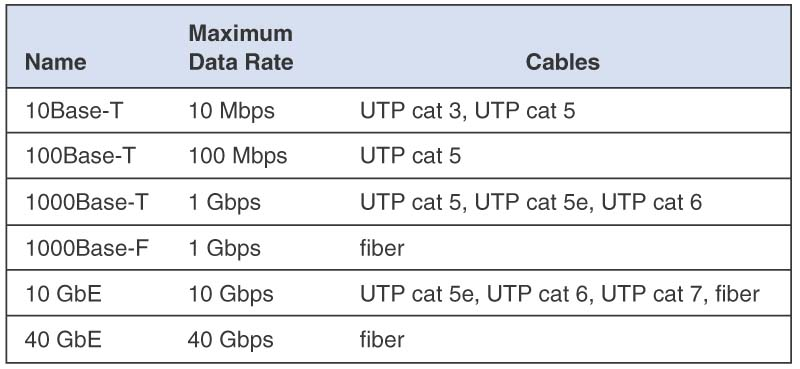 Name Maximum Data Rate Cables
10Base-T 10 Mbps UTP cat 3, UTP cat 5
100Base-T 100 Mbps UTP cat 5
1000Base-T 1 Gbps UTP cat 5, UTP cat 5e, UTP cat 6
1000Base-F 1 Gbps fiber
10 GbE 10 Gbps UTP cat 5e, UTP cat 6, UTP cat 7, fiber
40 GbE 40 Gbps fiber